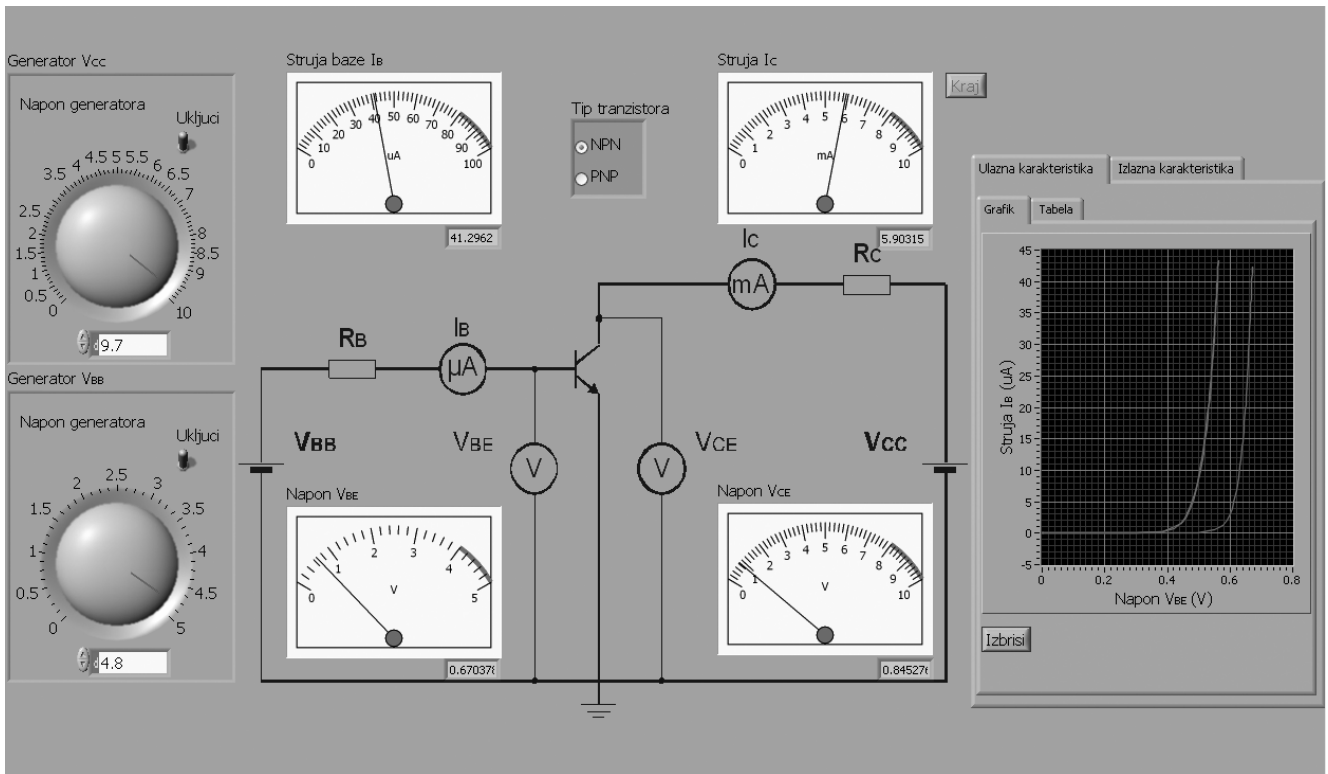 Generator VCC
Napon generatora
Ukljuci
0 0.5 1 1.5 2 2.5 3.5 4 4.5 5 5.5 6 6.5 7 8 8.5 9 10
9.7
Generator VBB
Napon generatora
Ukljuci
0 0.5 1 1.5 2 2.5 3 3.5 4 4.5 5
4.8
Struja baze IB
0 10 20 30 40 50 60 70 80 90 100
uA
41.2962
Tip tranzistora
NPN
PNP
Struja Ic
0 1 2 3 4 5 6 7 8 9 10
mA
5.90315
Kraj
IC
mA
RC
RB
IB
μA
VBB
VBE
V
V
VCE
VCC
Napon VBE
0 1 2 3 4 5
V
0.670378
Napon VCE
0 1 2 3 4 5 6 7 8 9 10
V
0.845276
Ulazna karakteristika
Izlazna karakteristika
Grafik
Tabela
Struja IB (uA)
45
40
35
30
25
20
15
10
5
0
-5
0 0.2 0.4 0.6 0.8
Napon VBE (V)
Izbrisi